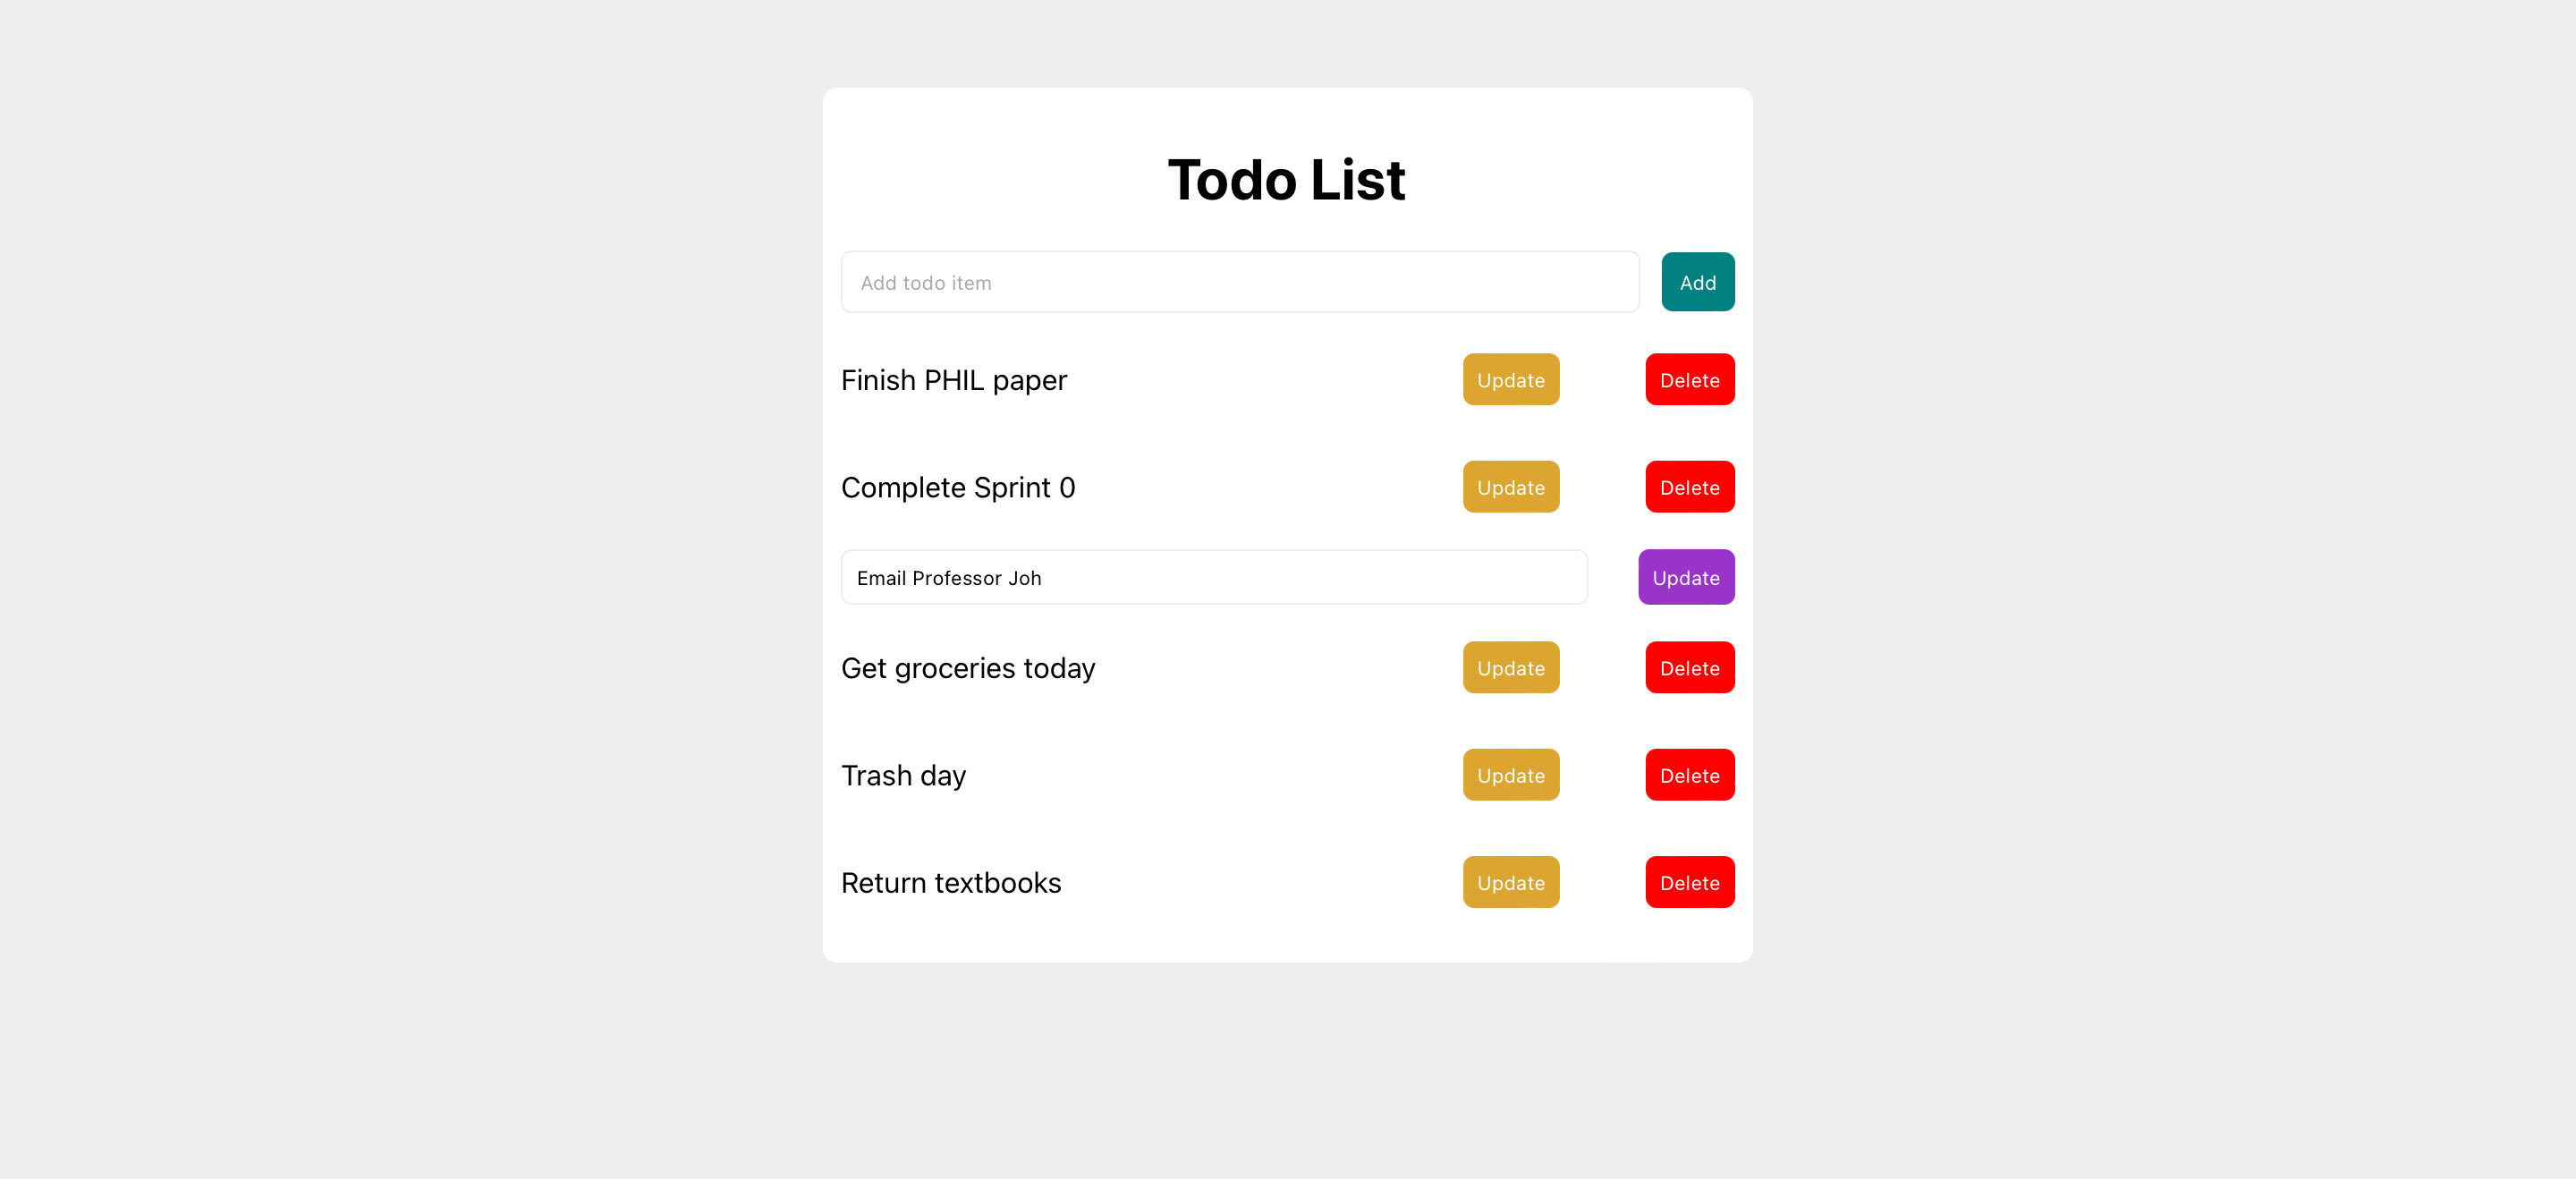 Todo List
Add todo item Add
Finish PHIL paper Update Delete
Complete Sprint 0 Update Delete
Email Professor Joh Update
Get groceries today Update Delete
Trash day Update Delete
Return textbooks Update Delete